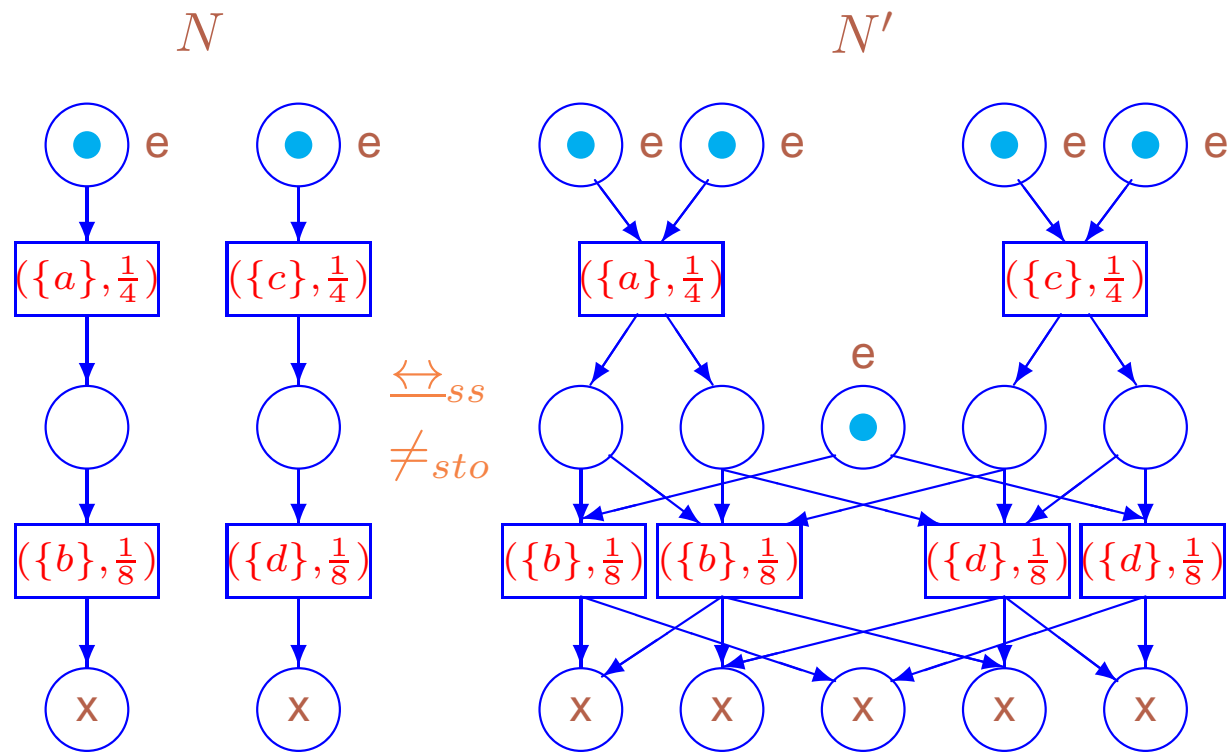 N N′
e e e e e e
({a}, 1/4) ({c}, 1/4) ({a}, 1/4) ({c}, 1/4)
e
↔ss
≠sto
({b}, 1/8) ({d}, 1/8) ({b}, 1/8) ({b}, 1/8) ({d}, 1/8) ({d}, 1/8)
x x x x x x x